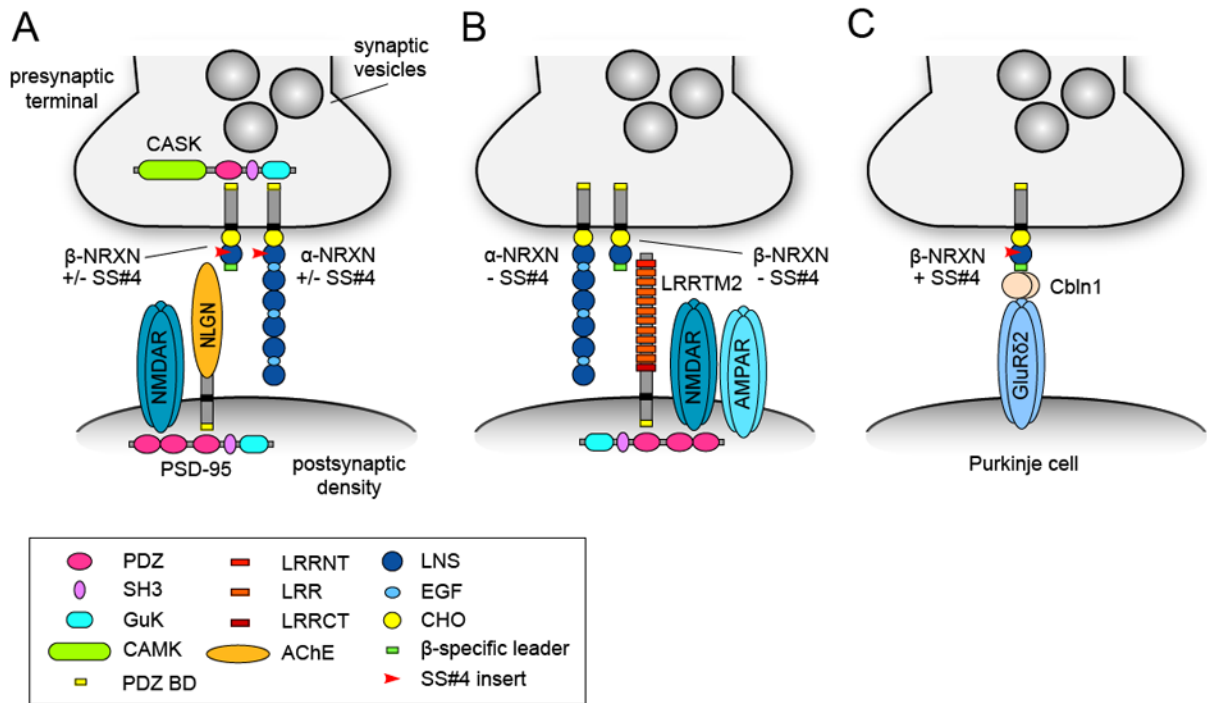 A
B
C
presynaptic
terminal
synaptic
vesicles
CASK
β-NRXN
+/- SS#4
α-NRXN
+/- SS#4
NMDAR
NLGN
PSD-95
postsynaptic
density
α-NRXN
- SS#4
β-NRXN
- SS#4
LRRTM2
NMDAR
AMPAR
β-NRXN
+ SS#4
Cbln1
GluRδ2
Purkinje cell
PDZ
SH3
GuK
CAMK
PDZ BD
LRRNT
LRR
LRRCT
AChE
LNS
EGF
CHO
β-specific leader
SS#4 insert